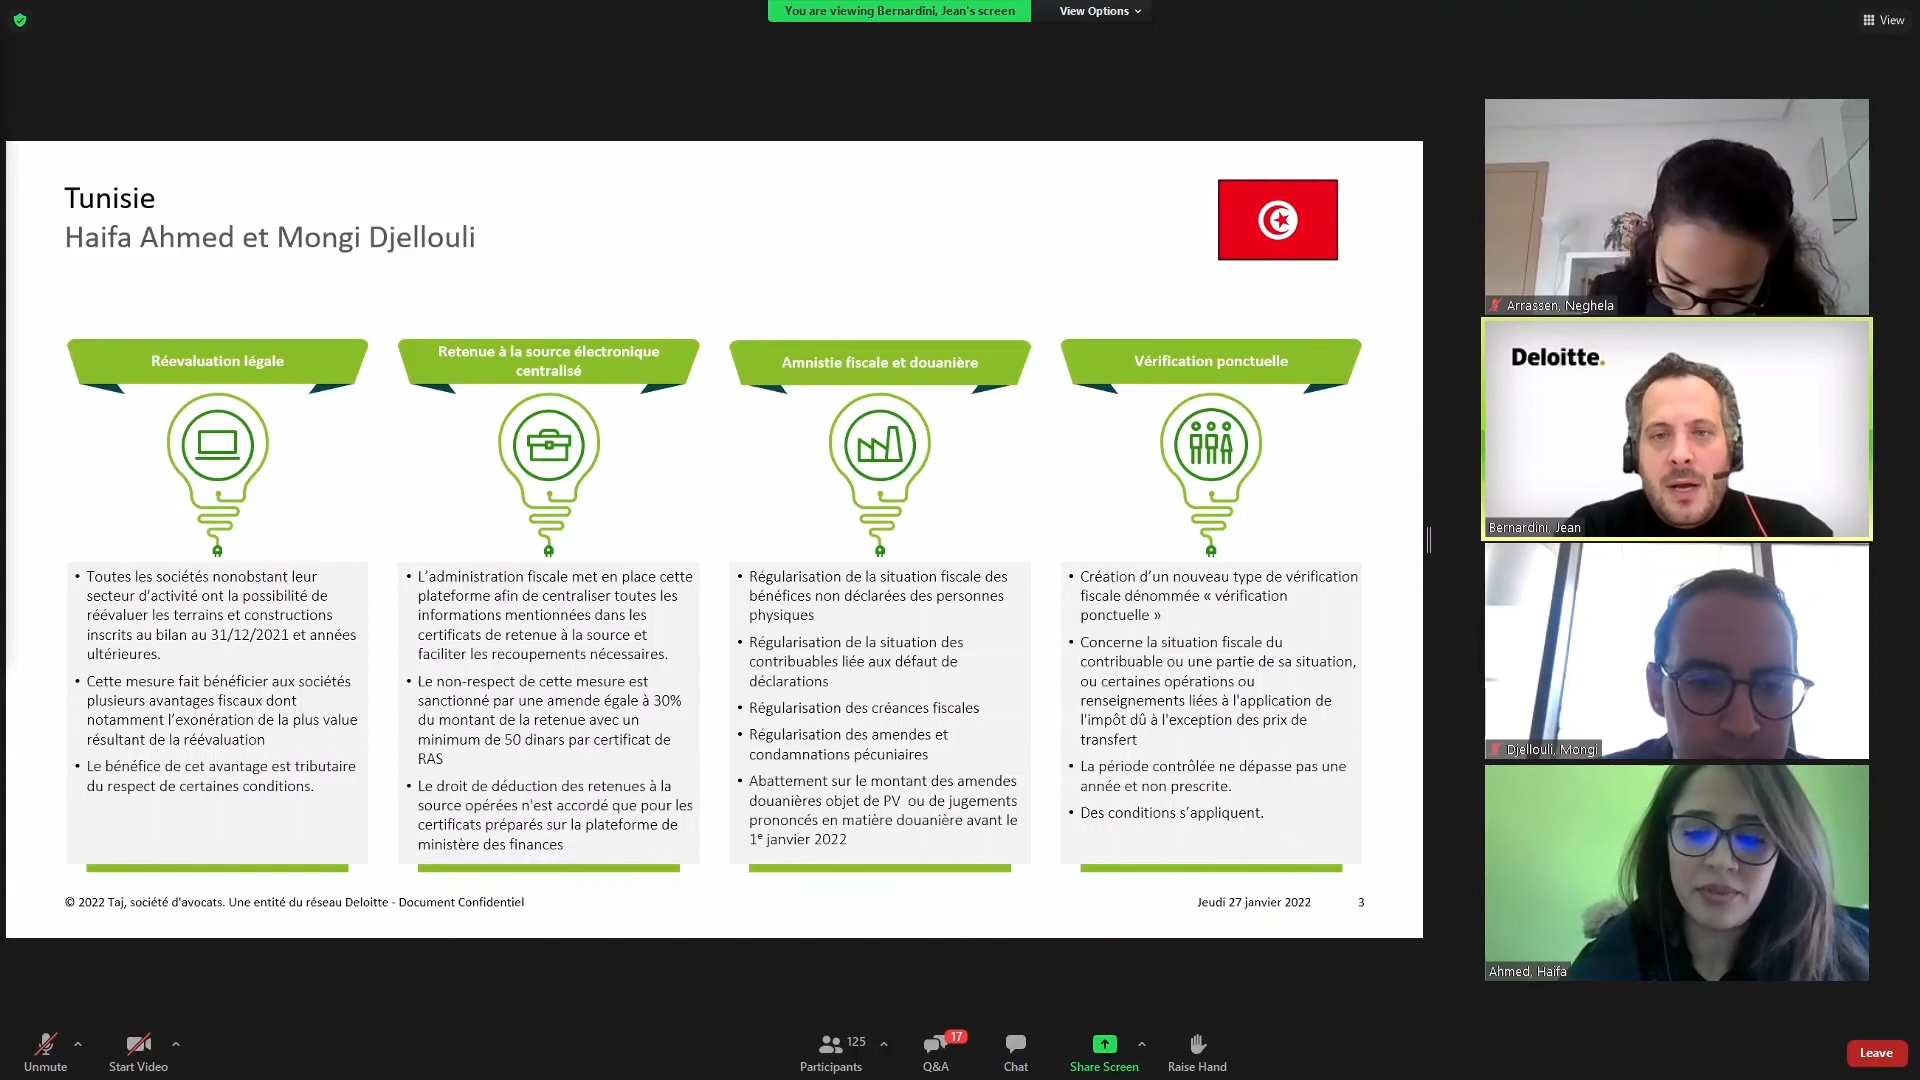 You are viewing Bernardini, Jean's screen
View Options
View
Tunisie
Haifa Ahmed et Mongi Djellouli
Réevaluation légale
Retenue à la source électronique
centralisé
Amnistie fiscale et douanière
Vérification ponctuelle
• Toutes les sociétés nonobstant leur
secteur d'activité ont la possibilité de
réévaluer les terrains et constructions
inscrits au bilan au 31/12/2021 et années
ultérieures.
• Cette mesure fait bénéficier aux sociétés
plusieurs avantages fiscaux dont
notamment l’exonération de la plus value
résultant de la réévaluation
• Le bénéfice de cet avantage est tributaire
du respect de certaines conditions.
• L’administration fiscale met en place cette
plateforme afin de centraliser toutes les
informations mentionnées dans les
certificats de retenue à la source et
faciliter les recoupements nécessaires.
• Le non-respect de cette mesure est
sanctionné par une amende égale à 30%
du montant de la retenue avec un
minimum de 50 dinars par certificat de
RAS
• Le droit de déduction des retenues à la
source opérées n'est accordé que pour les
certificats préparés sur la plateforme de
ministère des finances
• Régularisation de la situation fiscale des
bénéfices non déclarées des personnes
physiques
• Régularisation de la situation des
contribuables liée aux défaut de
déclarations
• Régularisation des créances fiscales
• Régularisation des amendes et
condamnations pécuniaires
• Abattement sur le montant des amendes
douanières objet de PV ou de jugements
prononcés en matière douanière avant le
1e janvier 2022
• Création d’un nouveau type de vérification
fiscale dénommée « vérification
ponctuelle »
• Concerne la situation fiscale du
contribuable ou une partie de sa situation,
ou certaines opérations ou
renseignements liées à l'application de
l'impôt dû à l'exception des prix de
transfert
• La période contrôlée ne dépasse pas une
année et non prescrite.
• Des conditions s’appliquent.
© 2022 Taj, société d'avocats. Une entité du réseau Deloitte - Document Confidentiel
Jeudi 27 janvier 2022
3
Arrassen, Neghela
Deloitte.
Bernardini, Jean
Djellouli, Mongi
Ahmed, Haifa
Unmute
Start Video
125
Participants
17
Q&A
Chat
Share Screen
Raise Hand
Leave